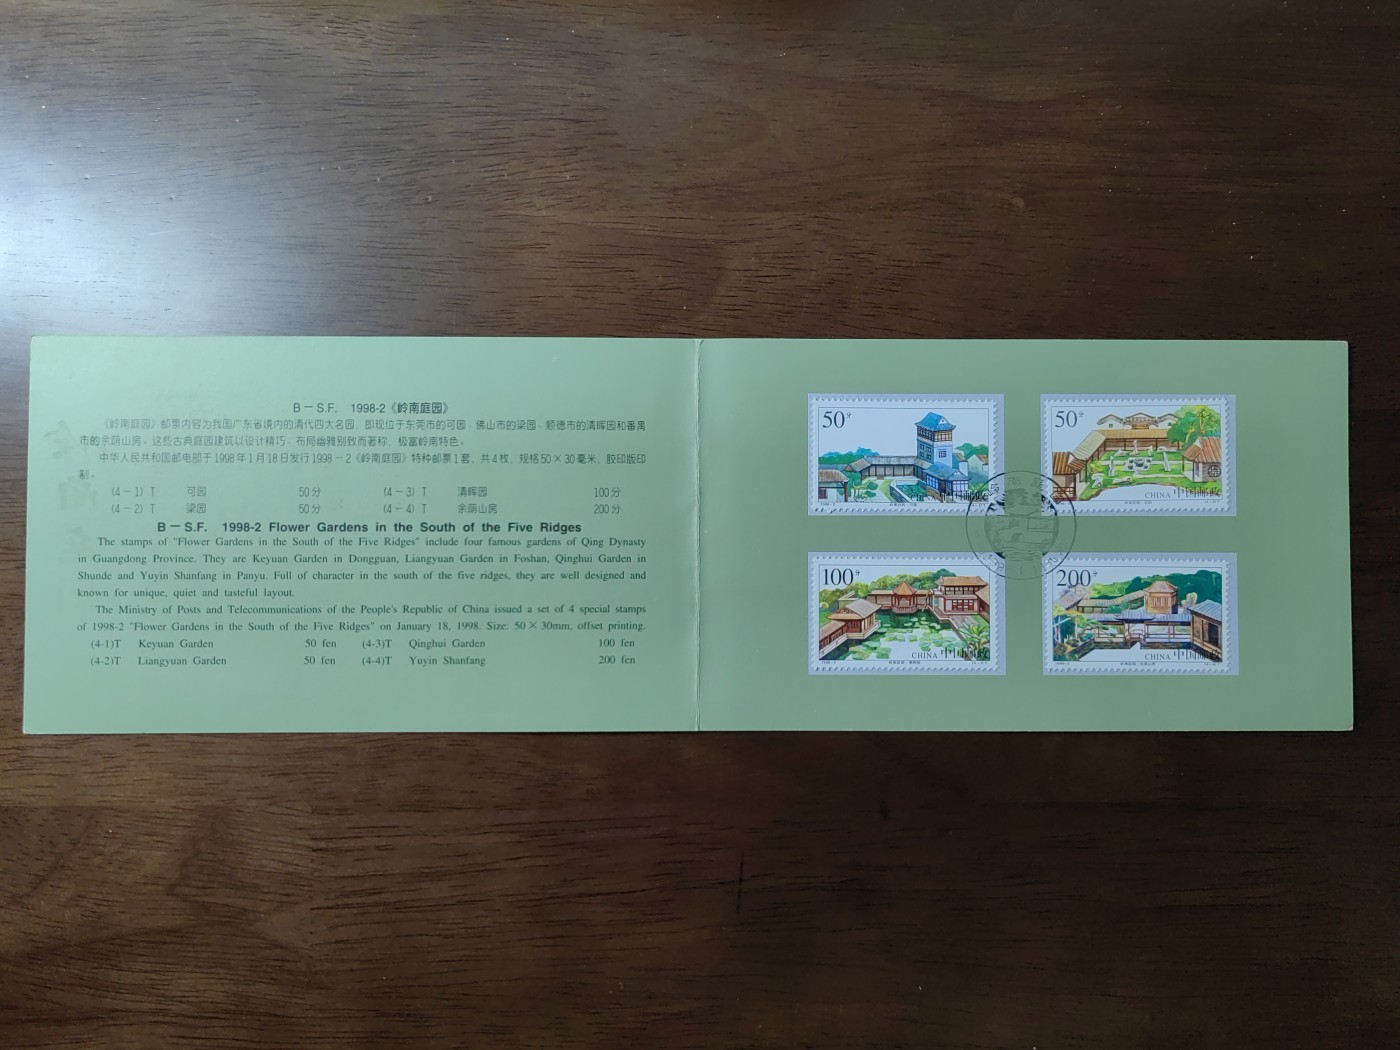 B－S.F. 1998-2《岭南庭园》
《岭南庭园》邮票内容为我国广东省境内的清代四大名园，即现位于东莞市的可园，佛山市的梁园，顺德市的清晖园和番禺
市的余荫山房。这些古典庭园建筑以设计精巧，布局幽雅别致而著称，极富岭南特色。
中华人民共和国邮电部于1998年1月18日发行1998－2《岭南庭园》特种邮票1套，共4枚，规格50×30毫米，胶印版印
制。
(4－1) T 可园 50分 (4－3) T 清晖园 100分
(4－2) T 梁园 50分 (4－4) T 余荫山房 200分
B－S.F. 1998-2 Flower Gardens in the South of the Five Ridges
The stamps of "Flower Gardens in the South of the Five Ridges" include four famous gardens of Qing Dynasty
in Guangdong Province. They are Keyuan Garden in Dongguan, Liangyuan Garden in Foshan, Qinghui Garden in
Shunde and Yuyin Shanfang in Panyu. Full of character in the south of the five ridges, they are well designed and
known for unique, quiet and tasteful layout.
The Ministry of Posts and Telecommunications of the People's Republic of China issued a set of 4 special stamps
of 1998-2 "Flower Gardens in the South of the Five Ridges" on January 18, 1998. Size: 50×30mm, offset printing.
(4-1)T Keyuan Garden 50 fen (4-3)T Qinghui Garden 100 fen
(4-2)T Liangyuan Garden 50 fen (4-4)T Yuyin Shanfang 200 fen
50分
CHINA 中国邮政
50分
CHINA 中国邮政
100分
CHINA 中国邮政
200分
CHINA 中国邮政